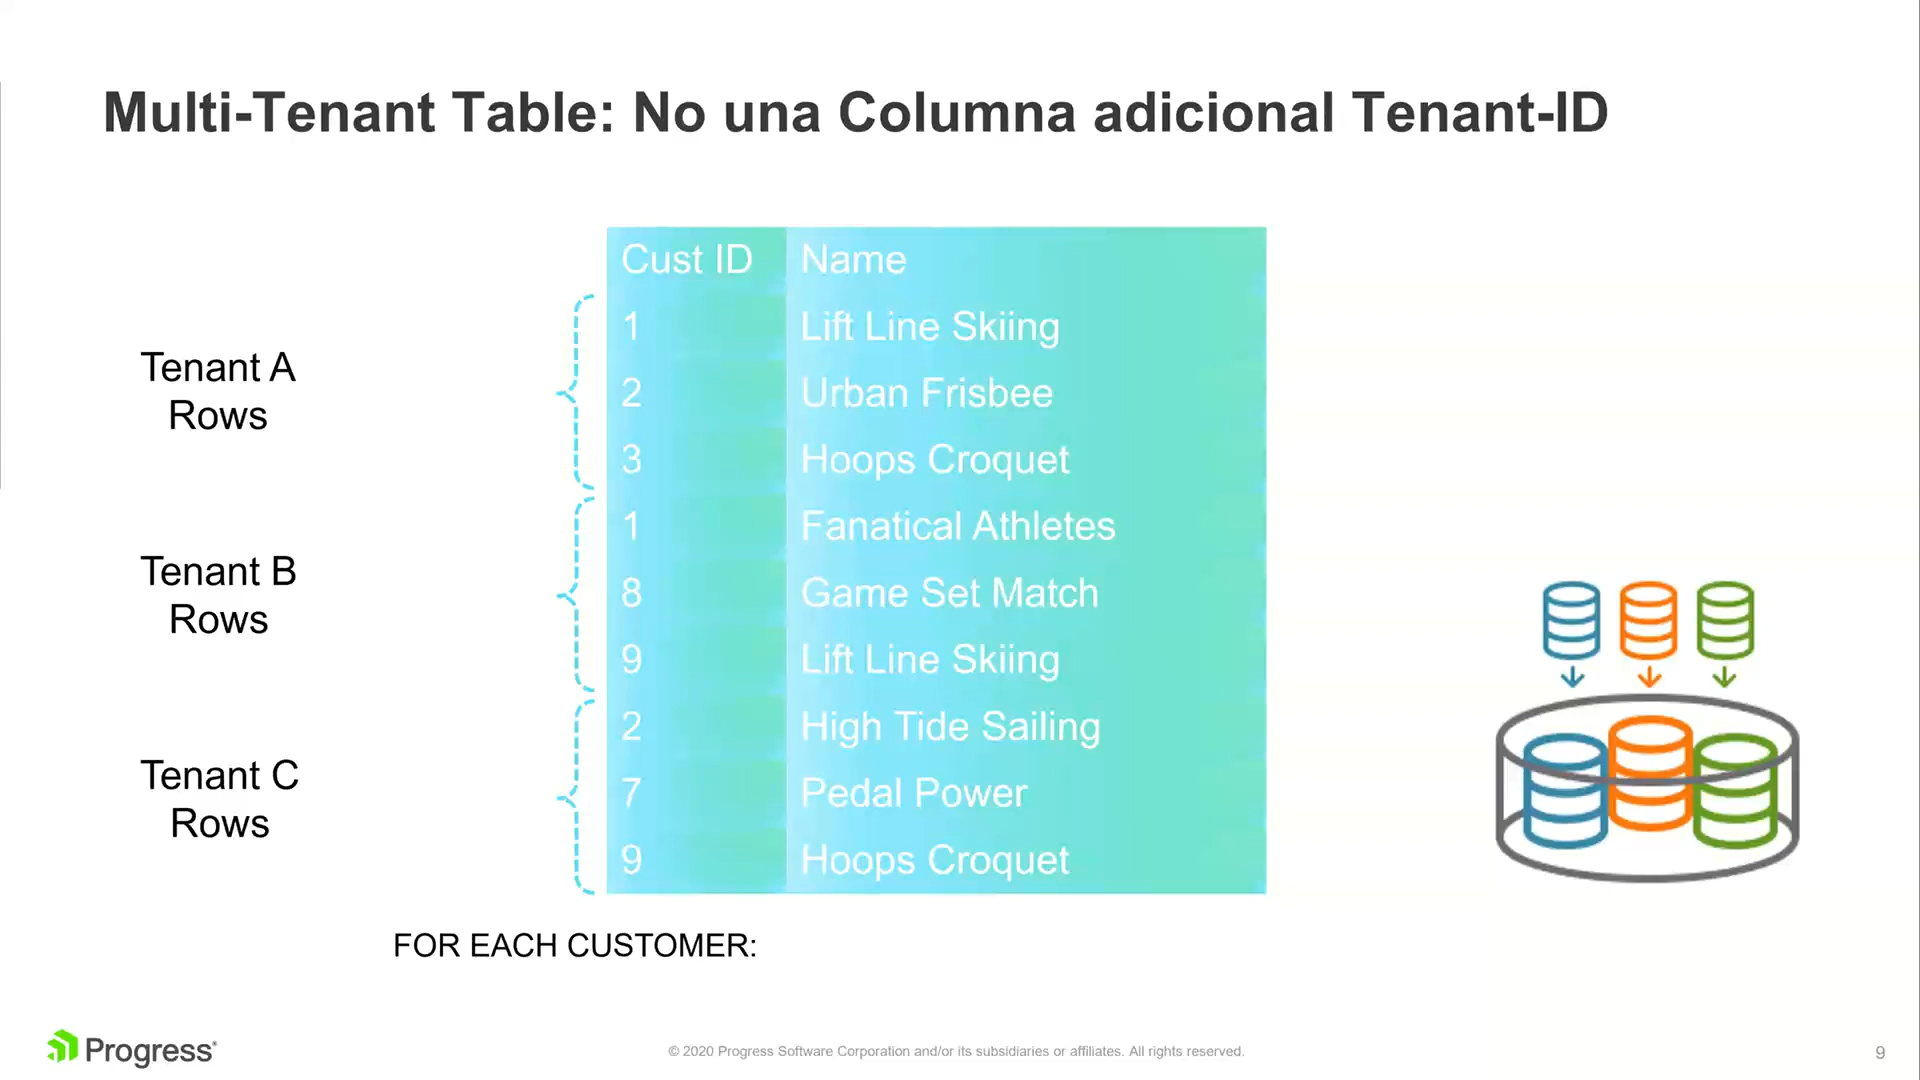 Multi-Tenant Table: No una Columna adicional Tenant-ID
Cust ID Name
1 Lift Line Skiing
2 Urban Frisbee
3 Hoops Croquet
1 Fanatical Athletes
8 Game Set Match
9 Lift Line Skiing
2 High Tide Sailing
7 Pedal Power
9 Hoops Croquet
Tenant A
Rows
Tenant B
Rows
Tenant C
Rows
FOR EACH CUSTOMER:
Progress®
© 2020 Progress Software Corporation and/or its subsidiaries or affiliates. All rights reserved.
9